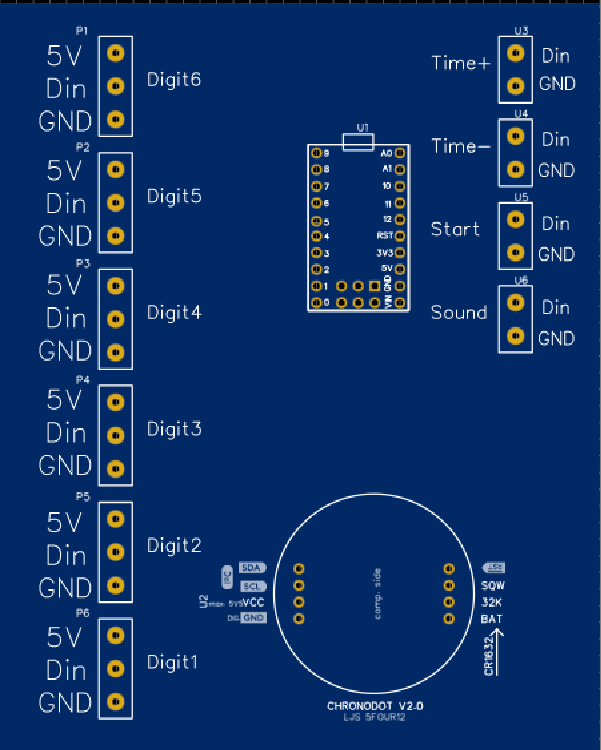 P1
5V
Din
GND
Digit6
P2
5V
Din
GND
Digit5
P3
5V
Din
GND
Digit4
P4
5V
Din
GND
Digit3
P5
5V
Din
GND
Digit2
P6
5V
Din
GND
Digit1
U1
9 A0
8 A1
7 10
6 11
5 12
4 RST
3 3V3
2 5V
1 GND
0 VIN
U3
Time+ Din
GND
U4
Time- Din
GND
U5
Start Din
GND
U6
Sound Din
GND
U2
I2C
SDA
SCL
max. 5V5 VCC
GND
comp. side
SQW
32K
BAT
CR1632
CHRONODOT V2.0
LJS 5FOUR12